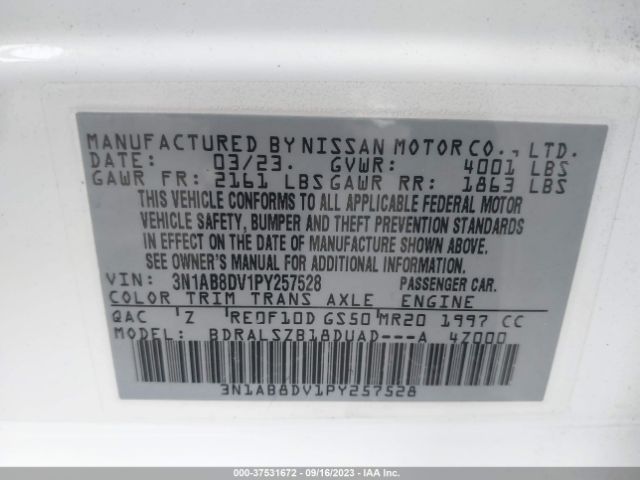 MANUFACTURED BY NISSAN MOTOR CO., LTD.
DATE: 03/23. GVWR: 4001 LBS
GAWR FR: 2161 LBS GAWR RR: 1863 LBS
THIS VEHICLE CONFORMS TO ALL APPLICABLE FEDERAL MOTOR
VEHICLE SAFETY, BUMPER AND THEFT PREVENTION STANDARDS
IN EFFECT ON THE DATE OF MANUFACTURE SHOWN ABOVE.
SEE OWNER'S MANUAL FOR ADDITIONAL INFORMATION
VIN: 3N1AB8DV1PY257528 PASSENGER CAR.
COLOR TRIM TRANS AXLE ENGINE
QAC Z RE0F10D GS50 MR20 1997 CC
MODEL: BDRALSZB18DUAD---A 4Z000
3N1AB8DV1PY257528
000-37531672 - 09/16/2023 - IAA Inc.